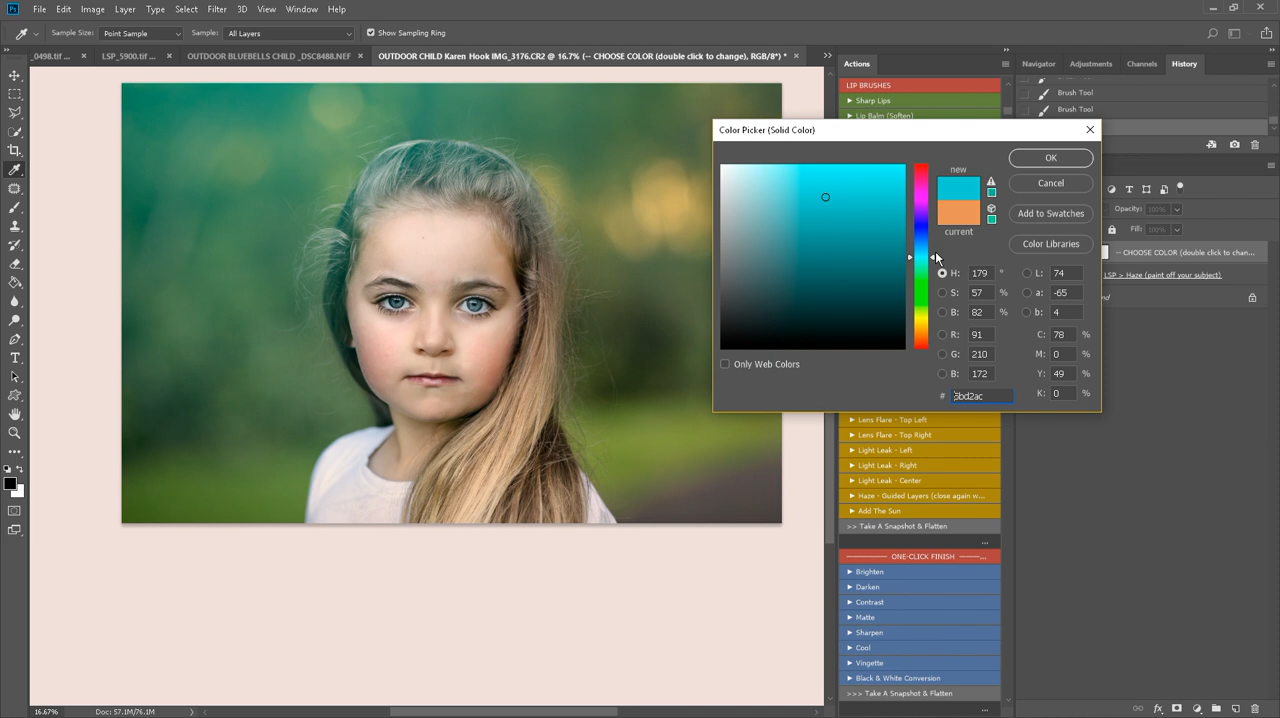 Ps File Edit Image Layer Type Select Filter 3D View Window Help
Sample Size: Point Sample Sample: All Layers Show Sampling Ring
_0498.tif ... × LSP_5900.tif ... × OUTDOOR BLUEBELLS CHILD _DSC8488.NEF × OUTDOOR CHILD Karen Hook IMG_3176.CR2 @ 16.7% (-- CHOOSE COLOR (double click to change), RGB/8*) * ×
Actions
Navigator Adjustments Channels History
LIP BRUSHES
Sharp Lips
Lip Balm (Soften)
Brush Tool
Brush Tool
Color Picker (Solid Color)
new
current
OK
Cancel
Add to Swatches
Color Libraries
H: 179 °
S: 57 %
B: 82 %
R: 91
G: 210
B: 172
# 5bd2ac
L: 74
a: -65
b: 4
C: 78 %
M: 0 %
Y: 49 %
K: 0 %
Only Web Colors
Opacity: 100%
Fill: 100%
-- CHOOSE COLOR (double click to chan...
LSP > Haze (paint off your subject)
Lens Flare - Top Left
Lens Flare - Top Right
Light Leak - Left
Light Leak - Right
Light Leak - Center
Haze - Guided Layers (close again w...
Add The Sun
>> Take A Snapshot & Flatten
...
ONE-CLICK FINISH ...
Brighten
Darken
Contrast
Matte
Sharpen
Cool
Vingette
Black & White Conversion
>>> Take A Snapshot & Flatten
...
16.67% Doc: 57.1M/76.1M